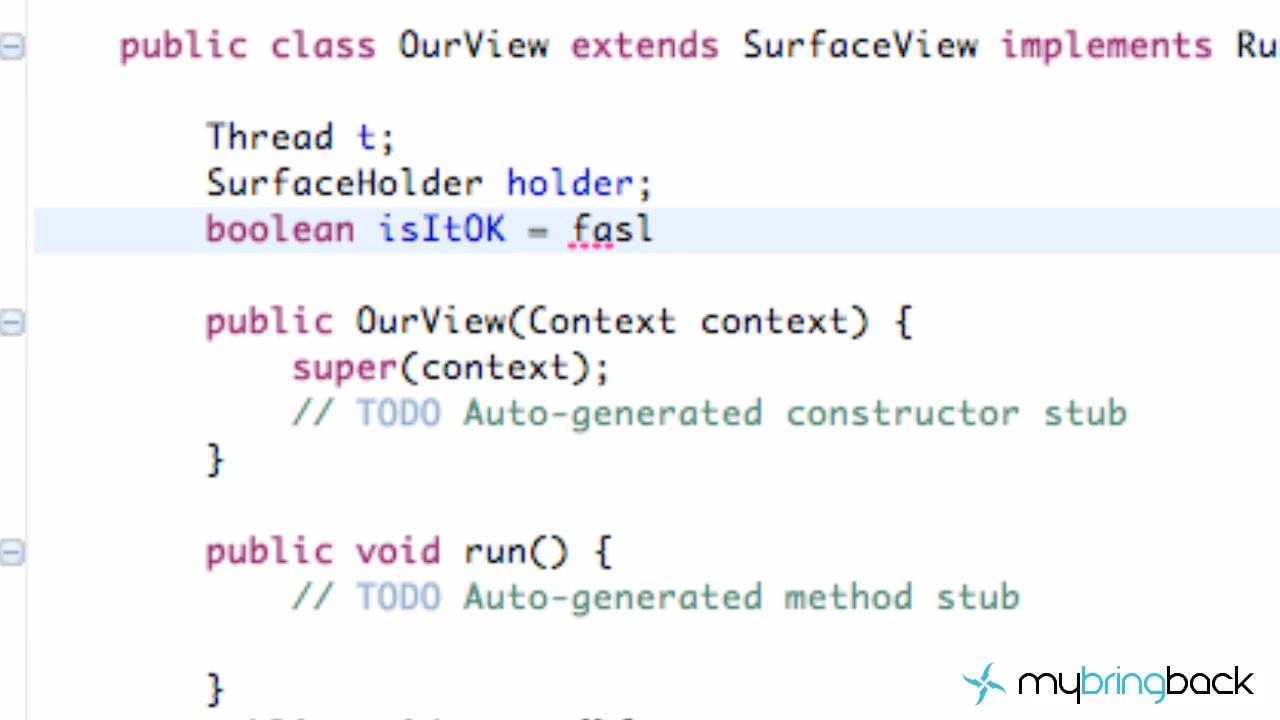 public class OurView extends SurfaceView implements Ru
Thread t;
SurfaceHolder holder;
boolean isItOK = fasl
public OurView(Context context) {
super(context);
// TODO Auto-generated constructor stub
}
public void run() {
// TODO Auto-generated method stub
}
mybringback